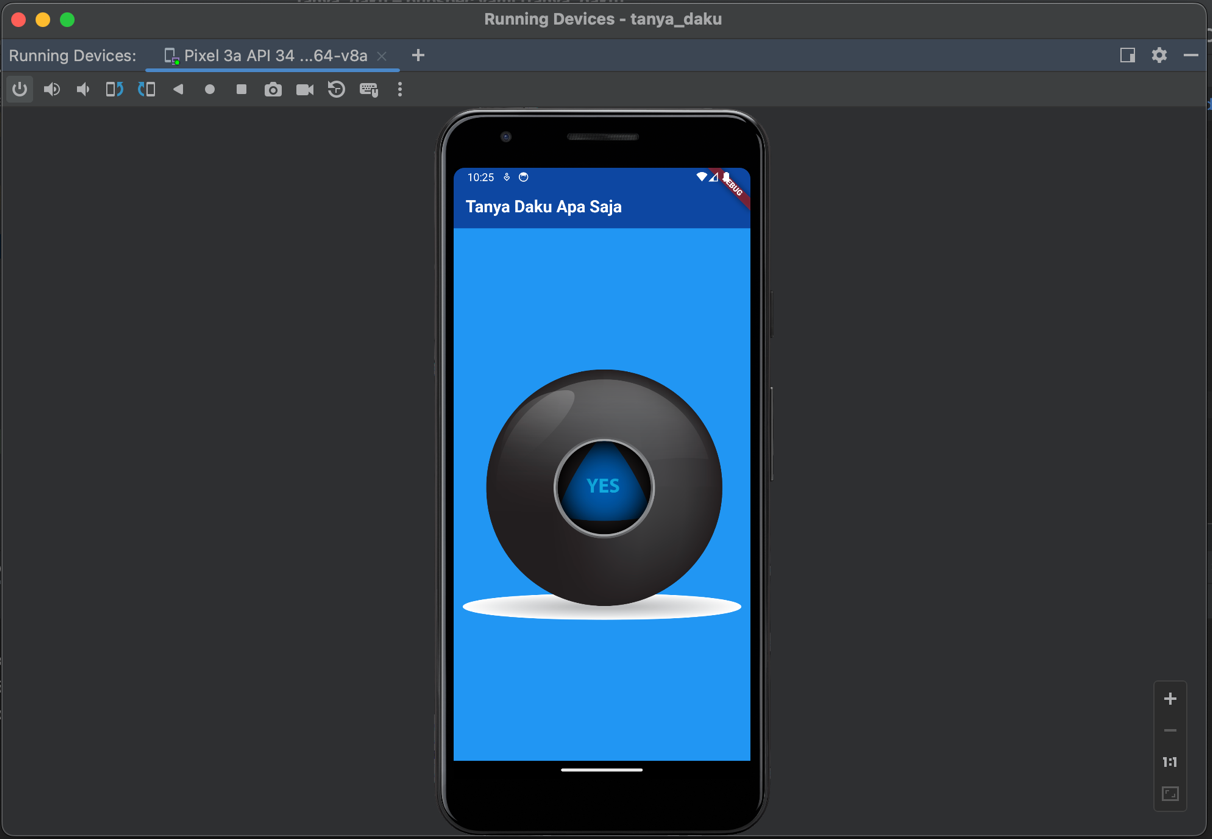 Running Devices - tanya_daku
Running Devices:
Pixel 3a API 34 ...64-v8a
10:25
DEBUG
Tanya Daku Apa Saja
YES
1:1